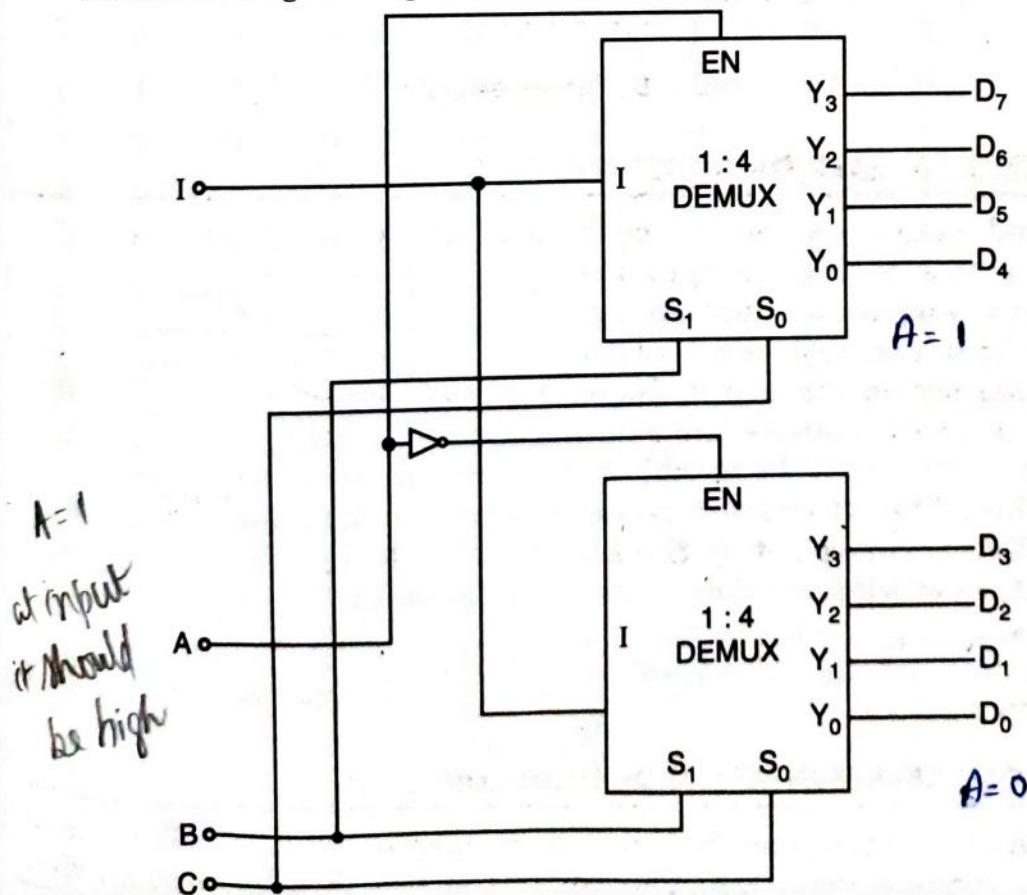 EN
Y₃ D₇
Y₂ D₆
I I 1 : 4
DEMUX
Y₁ D₅
Y₀ D₄
S₁ S₀
A = 1
EN
A = 1
at input
it should
be high
Y₃ D₃
Y₂ D₂
A I 1 : 4
DEMUX
Y₁ D₁
Y₀ D₀
S₁ S₀
A = 0
B
C